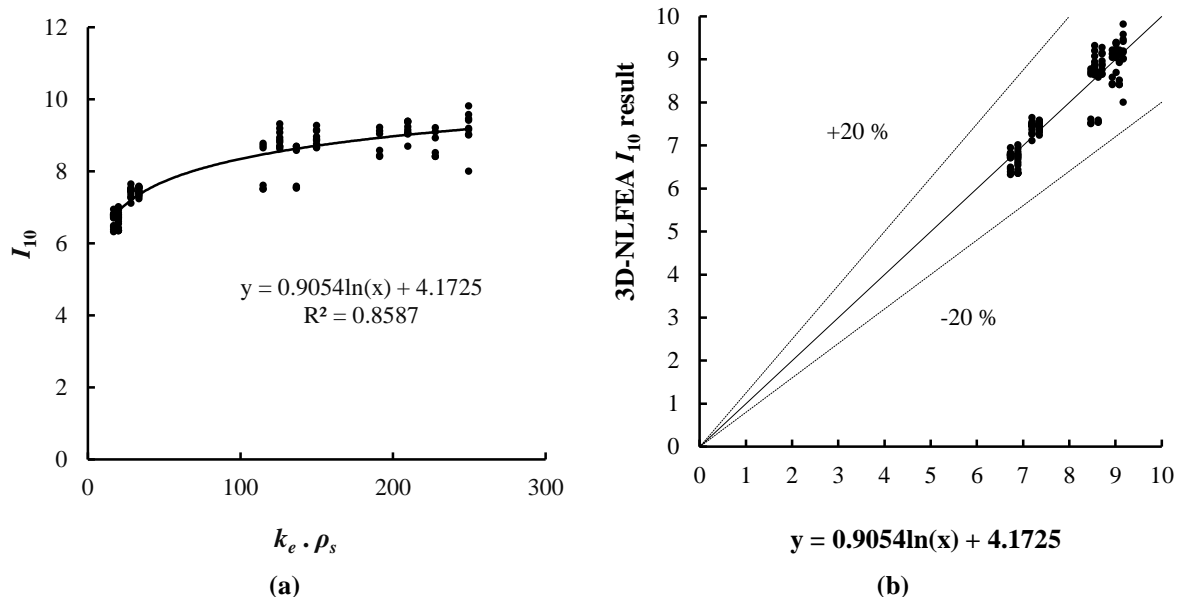 12
10
8
6
4
2
0
I10
y = 0.9054ln(x) + 4.1725
R² = 0.8587
0 100 200 300
ke . ρs
(a)
10
9
8
7
6
5
4
3
2
1
0
3D-NLFEA I10 result
+20 %
-20 %
0 1 2 3 4 5 6 7 8 9 10
y = 0.9054ln(x) + 4.1725
(b)